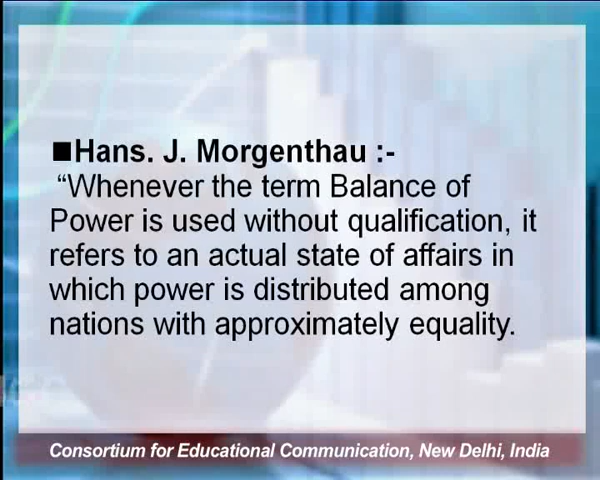 ■Hans. J. Morgenthau :-
“Whenever the term Balance of
Power is used without qualification, it
refers to an actual state of affairs in
which power is distributed among
nations with approximately equality.
Consortium for Educational Communication, New Delhi, India